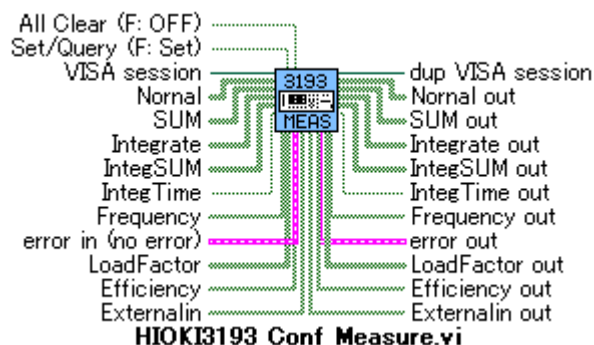 All Clear (F: OFF)
Set/Query (F: Set)
VISA session
dup VISA session
3193
Nornal
Nornal out
SUM
SUM out
MEAS
Integrate
Integrate out
IntegSUM
IntegSUM out
IntegTime
IntegTime out
Frequency
Frequency out
error in (no error)
error out
LoadFactor
LoadFactor out
Efficiency
Efficiency out
Externalin
Externalin out
HIOKI3193 Conf Measure.vi